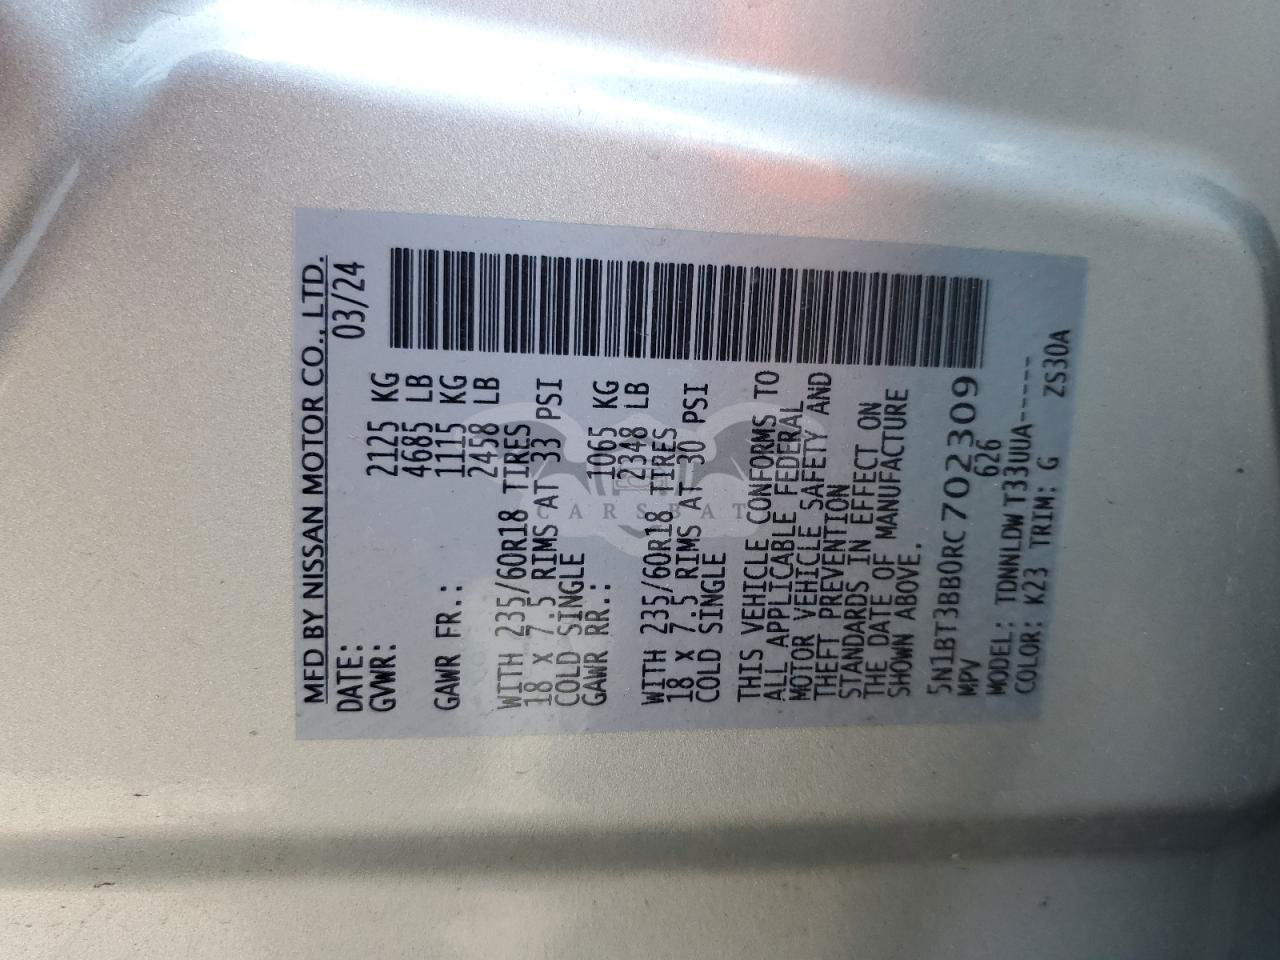 MFD BY NISSAN MOTOR CO., LTD.
DATE: 03/24
GVWR: 2125 KG
4685 LB
GAWR FR.: 1115 KG
2458 LB
WITH 235/60R18 TIRES
18 x 7.5 RIMS AT 33 PSI
COLD SINGLE
GAWR RR.: 1065 KG
2348 LB
WITH 235/60R18 TIRES
18 x 7.5 RIMS AT 30 PSI
COLD SINGLE
THIS VEHICLE CONFORMS TO
ALL APPLICABLE FEDERAL
MOTOR VEHICLE SAFETY AND
THEFT PREVENTION
STANDARDS IN EFFECT ON
THE DATE OF MANUFACTURE
SHOWN ABOVE.
5N1BT3BB0RC702309
MPV 626
MODEL: TDNNLDWT33UUA-----
COLOR: K23 TRIM: G ZS30A
CARSBAT